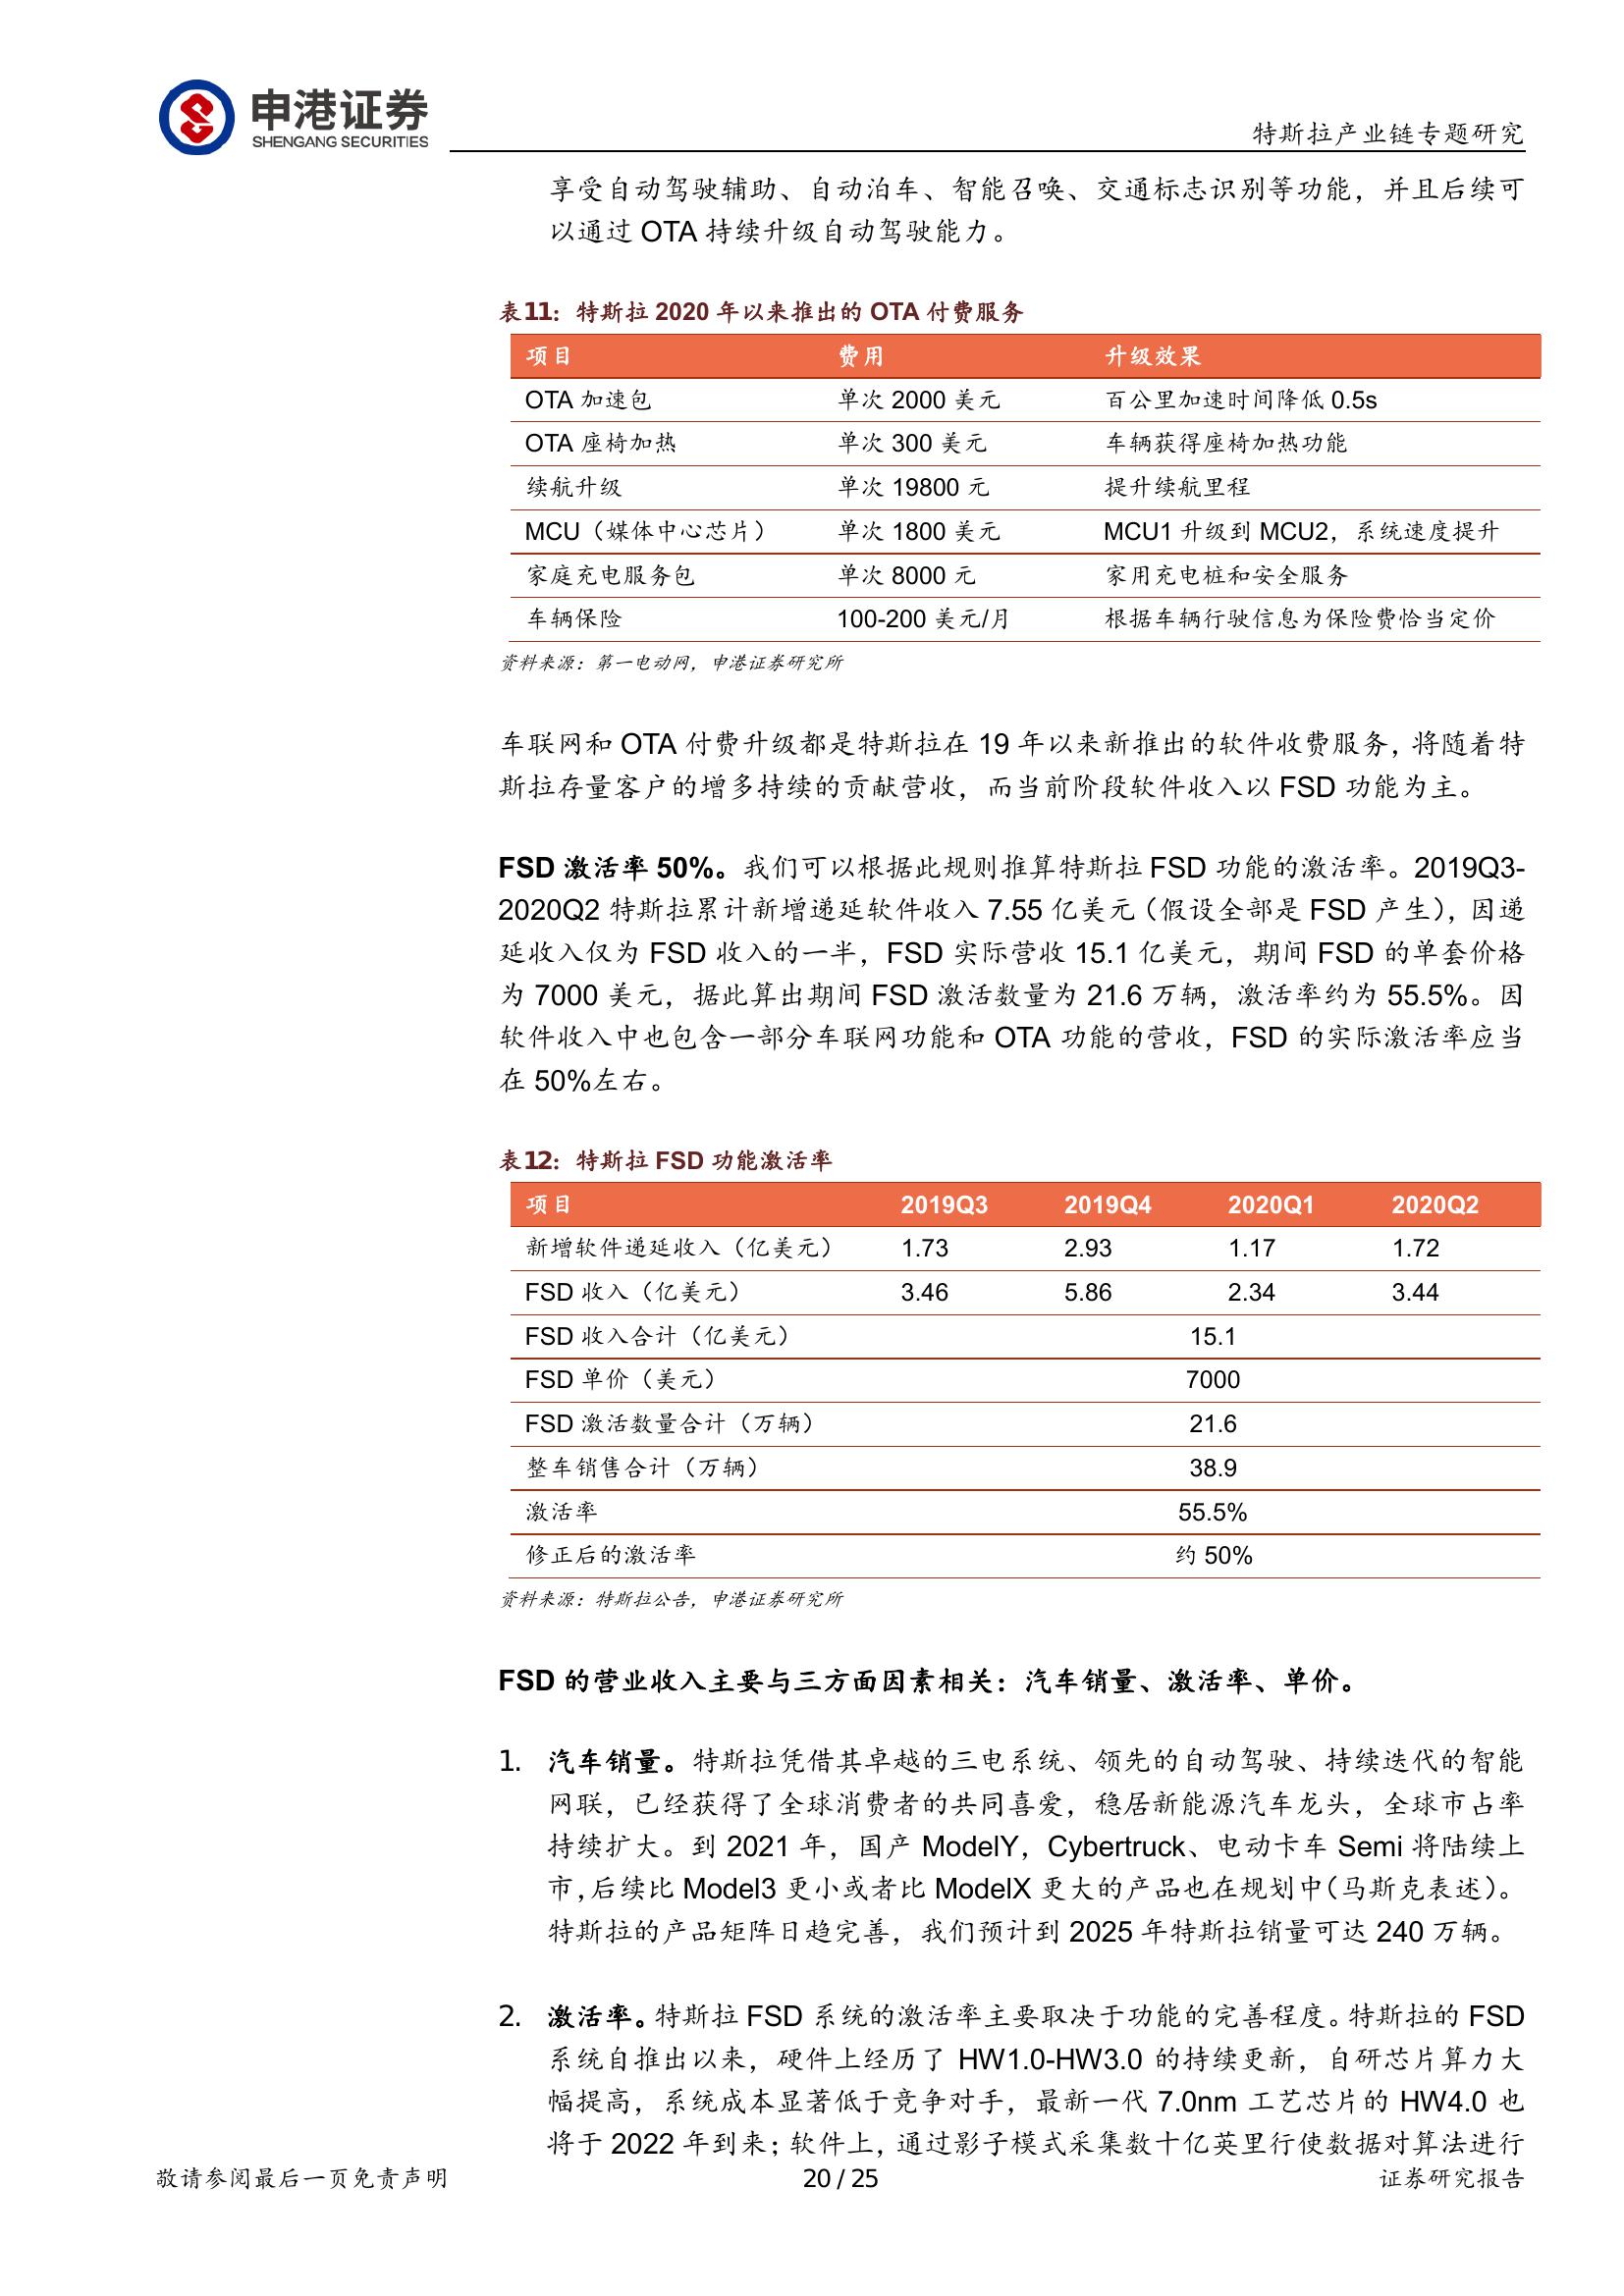 申港证券
SHENGANG SECURITIES
特斯拉产业链专题研究
享受自动驾驶辅助、自动泊车、智能召唤、交通标志识别等功能，并且后续可
以通过 OTA 持续升级自动驾驶能力。
表11：特斯拉 2020 年以来推出的 OTA 付费服务
项目 费用 升级效果
OTA 加速包 单次 2000 美元 百公里加速时间降低 0.5s
OTA 座椅加热 单次 300 美元 车辆获得座椅加热功能
续航升级 单次 19800 元 提升续航里程
MCU（媒体中心芯片） 单次 1800 美元 MCU1 升级到 MCU2，系统速度提升
家庭充电服务包 单次 8000 元 家用充电桩和安全服务
车辆保险 100-200 美元/月 根据车辆行驶信息为保险费恰当定价
资料来源：第一电动网，申港证券研究所
车联网和 OTA 付费升级都是特斯拉在 19 年以来新推出的软件收费服务，将随着特
斯拉存量客户的增多持续的贡献营收，而当前阶段软件收入以 FSD 功能为主。
FSD 激活率 50%。我们可以根据此规则推算特斯拉 FSD 功能的激活率。2019Q3-
2020Q2 特斯拉累计新增递延软件收入 7.55 亿美元（假设全部是 FSD 产生），因递
延收入仅为 FSD 收入的一半，FSD 实际营收 15.1 亿美元，期间 FSD 的单套价格
为 7000 美元，据此算出期间 FSD 激活数量为 21.6 万辆，激活率约为 55.5%。因
软件收入中也包含一部分车联网功能和 OTA 功能的营收，FSD 的实际激活率应当
在 50%左右。
表12：特斯拉 FSD 功能激活率
项目 2019Q3 2019Q4 2020Q1 2020Q2
新增软件递延收入（亿美元） 1.73 2.93 1.17 1.72
FSD 收入（亿美元） 3.46 5.86 2.34 3.44
FSD 收入合计（亿美元） 15.1
FSD 单价（美元） 7000
FSD 激活数量合计（万辆） 21.6
整车销售合计（万辆） 38.9
激活率 55.5%
修正后的激活率 约 50%
资料来源：特斯拉公告，申港证券研究所
FSD 的营业收入主要与三方面因素相关：汽车销量、激活率、单价。
1. 汽车销量。特斯拉凭借其卓越的三电系统、领先的自动驾驶、持续迭代的智能
网联，已经获得了全球消费者的共同喜爱，稳居新能源汽车龙头，全球市占率
持续扩大。到 2021 年，国产 ModelY，Cybertruck、电动卡车 Semi 将陆续上
市，后续比 Model3 更小或者比 ModelX 更大的产品也在规划中（马斯克表述）。
特斯拉的产品矩阵日趋完善，我们预计到 2025 年特斯拉销量可达 240 万辆。
2. 激活率。特斯拉 FSD 系统的激活率主要取决于功能的完善程度。特斯拉的 FSD
系统自推出以来，硬件上经历了 HW1.0-HW3.0 的持续更新，自研芯片算力大
幅提高，系统成本显著低于竞争对手，最新一代 7.0nm 工艺芯片的 HW4.0 也
将于 2022 年到来；软件上，通过影子模式采集数十亿英里行使数据对算法进行
敬请参阅最后一页免责声明 20 / 25 证券研究报告